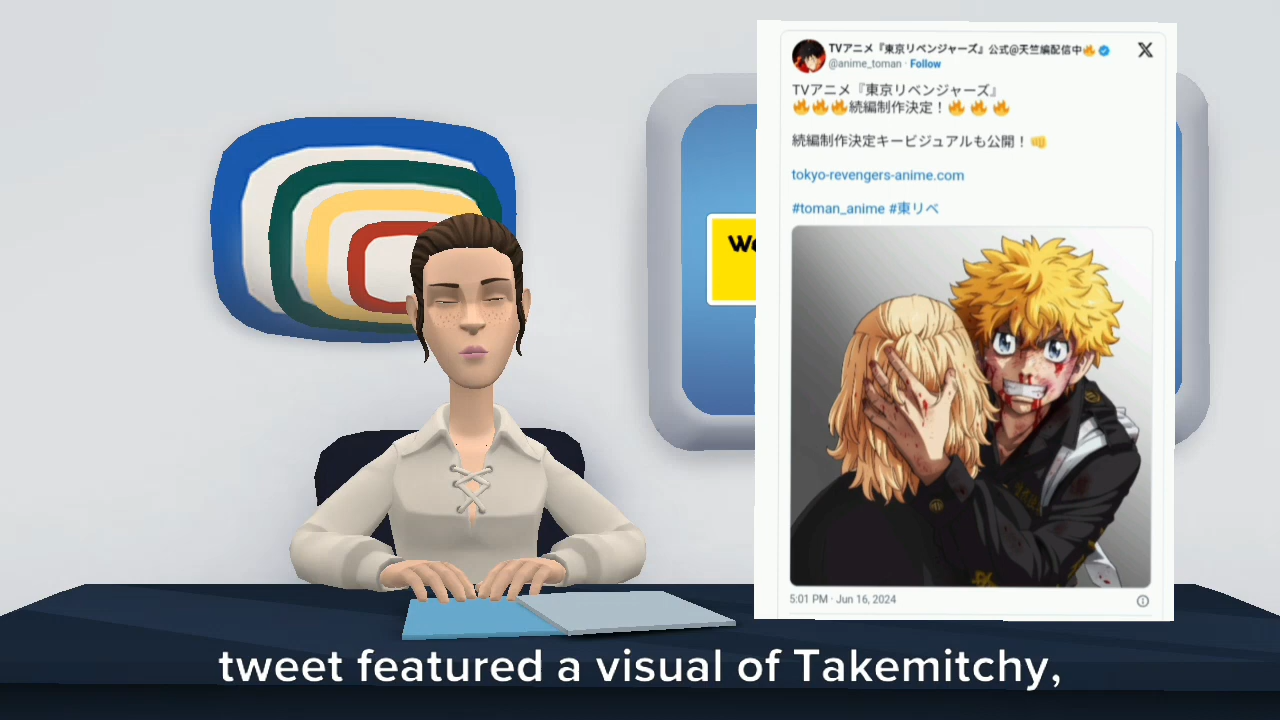 TVアニメ『東京リベンジャーズ』公式@天竺編配信中🔥
@anime_toman · Follow
TVアニメ『東京リベンジャーズ』
🔥🔥🔥続編制作決定！🔥🔥🔥
続編制作決定キービジュアルも公開！👊
tokyo-revengers-anime.com
#toman_anime #東リベ
We
5:01 PM · Jun 16, 2024
tweet featured a visual of Takemitchy,